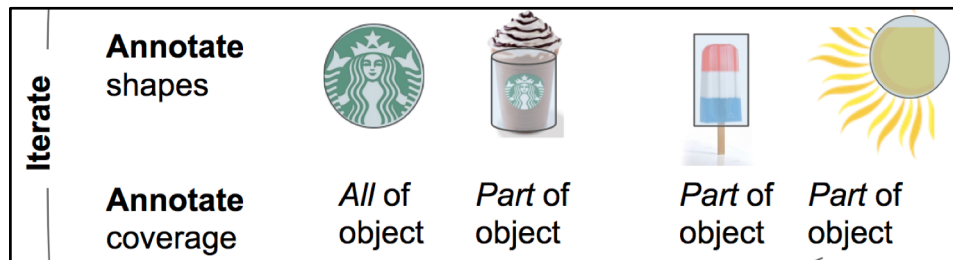 Iterate
Annotate
shapes
Annotate
coverage
All of
object
Part of
object
Part of
object
Part of
object